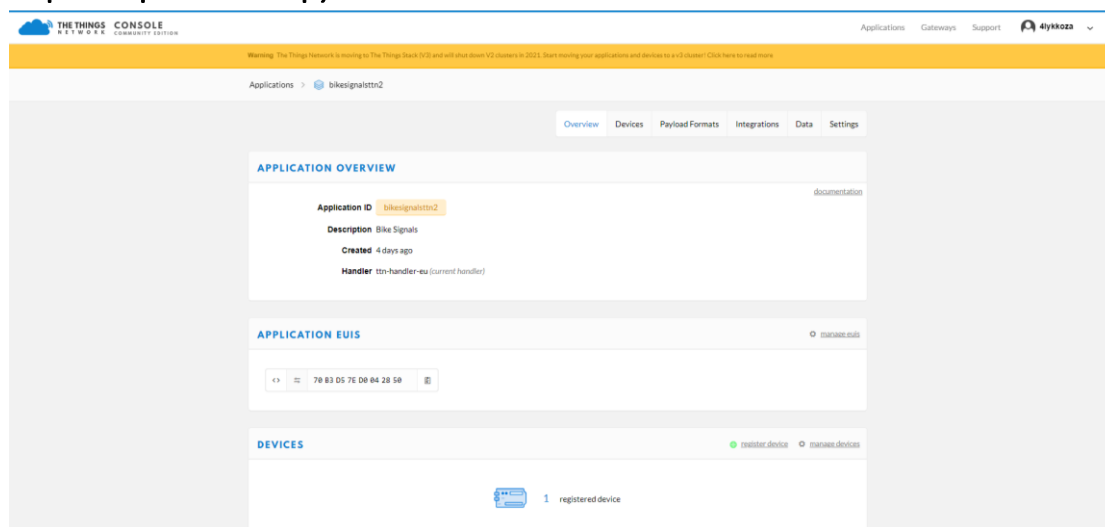 THE THINGS NETWORK CONSOLE COMMUNITY EDITION
Applications Gateways Support 4lykkoza
Warning. The Things Network is moving to The Things Stack (V3) and will shut down V2 clusters in 2021. Start moving your applications and devices to a v3 cluster! Click here to read more
Applications > bikesignalsttn2
Overview Devices Payload Formats Integrations Data Settings
APPLICATION OVERVIEW
documentation
Application ID bikesignalsttn2
Description Bike Signals
Created 4 days ago
Handler ttn-handler-eu (current handler)
APPLICATION EUIS
manage euis
70 B3 D5 7E D0 04 28 50
DEVICES
register device manage devices
1 registered device